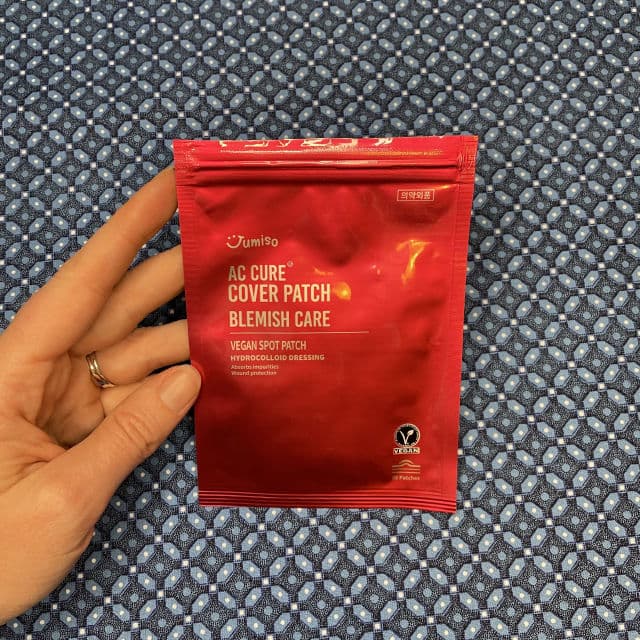 의약외품
Jumiso
AC CURE
COVER PATCH
BLEMISH CARE
VEGAN SPOT PATCH
HYDROCOLLOID DRESSING
Absorbs impurities
Wound protection
VEGAN
Patches